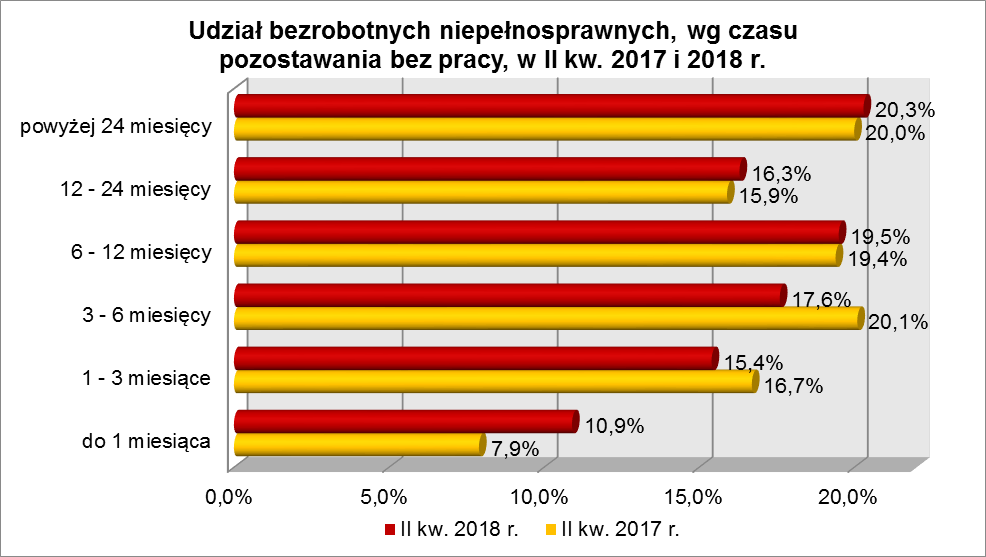 Udział bezrobotnych niepełnosprawnych, wg czasu
pozostawania bez pracy, w II kw. 2017 i 2018 r.
powyżej 24 miesięcy
20,3%
20,0%
12 - 24 miesięcy
16,3%
15,9%
6 - 12 miesięcy
19,5%
19,4%
3 - 6 miesięcy
17,6%
20,1%
1 - 3 miesiące
15,4%
16,7%
do 1 miesiąca
10,9%
7,9%
0,0% 5,0% 10,0% 15,0% 20,0%
II kw. 2018 r. II kw. 2017 r.